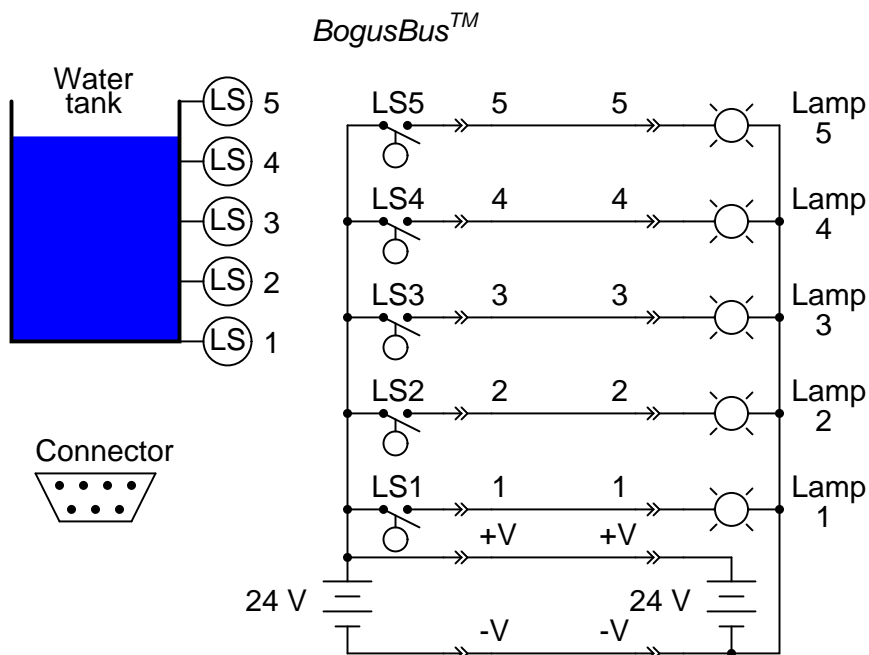 BogusBus™
Water
tank
LS 5
LS 4
LS 3
LS 2
LS 1
Connector
LS5 5 5 Lamp
5
LS4 4 4 Lamp
4
LS3 3 3 Lamp
3
LS2 2 2 Lamp
2
LS1 1 1 Lamp
1
+V +V
24 V 24 V
-V -V